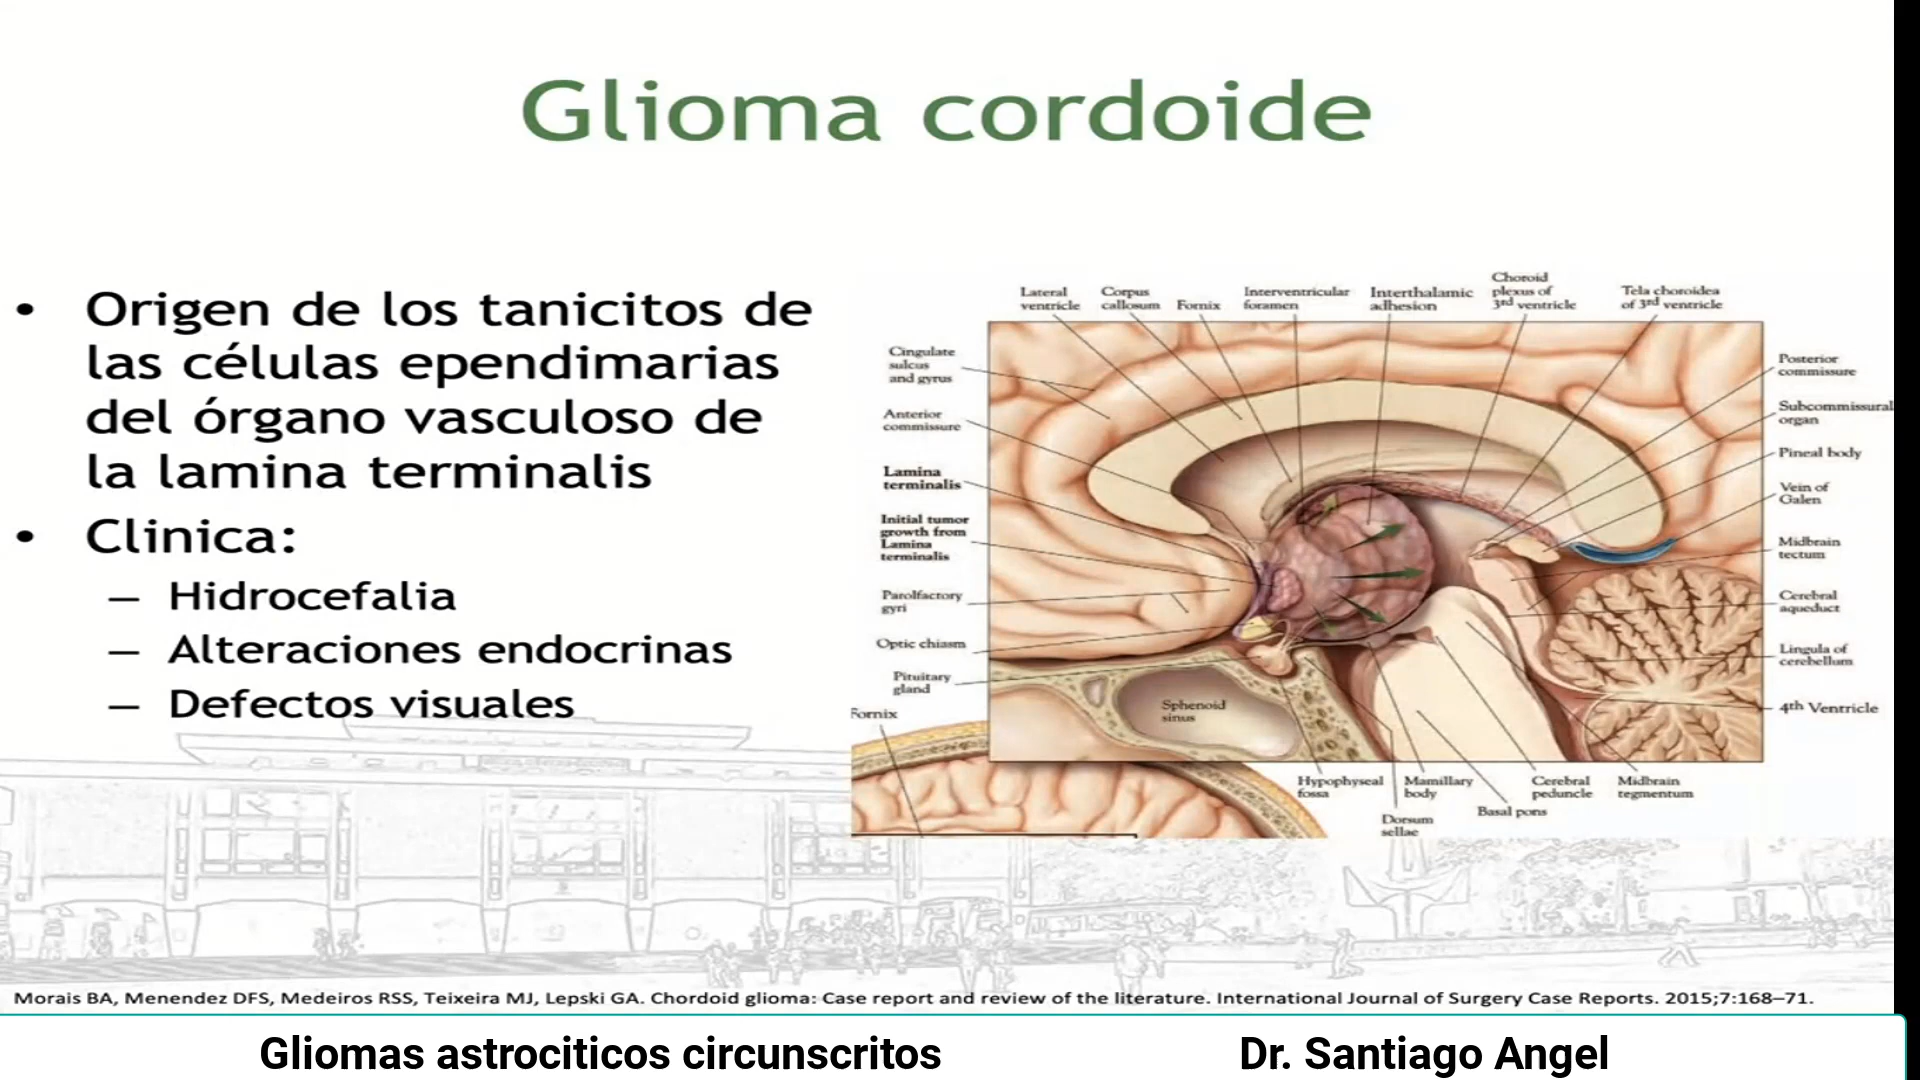 Glioma cordoide
• Origen de los tanicitos de
las células ependimarias
del órgano vasculoso de
la lamina terminalis
• Clinica:
– Hidrocefalia
– Alteraciones endocrinas
– Defectos visuales
Lateral
ventricle
Corpus
callosum
Fornix
Interventricular
foramen
Interthalamic
adhesion
Choroid
plexus of
3rd ventricle
Tela choroidea
of 3rd ventricle
Cingulate
sulcus
and gyrus
Anterior
commissure
Lamina
terminalis
Initial tumor
growth from
Lamina
terminalis
Parolfactory
gyri
Optic chiasm
Pituitary
gland
Fornix
Sphenoid
sinus
Posterior
commissure
Subcommissural
organ
Pineal body
Vein of
Galen
Midbrain
tectum
Cerebral
aqueduct
Lingula of
cerebellum
4th Ventricle
Hypophyseal
fossa
Mamillary
body
Dorsum
sellae
Basal pons
Cerebral
peduncle
Midbrain
tegmentum
Morais BA, Menendez DFS, Medeiros RSS, Teixeira MJ, Lepski GA. Chordoid glioma: Case report and review of the literature. International Journal of Surgery Case Reports. 2015;7:168–71.
Gliomas astrociticos circunscritos
Dr. Santiago Angel